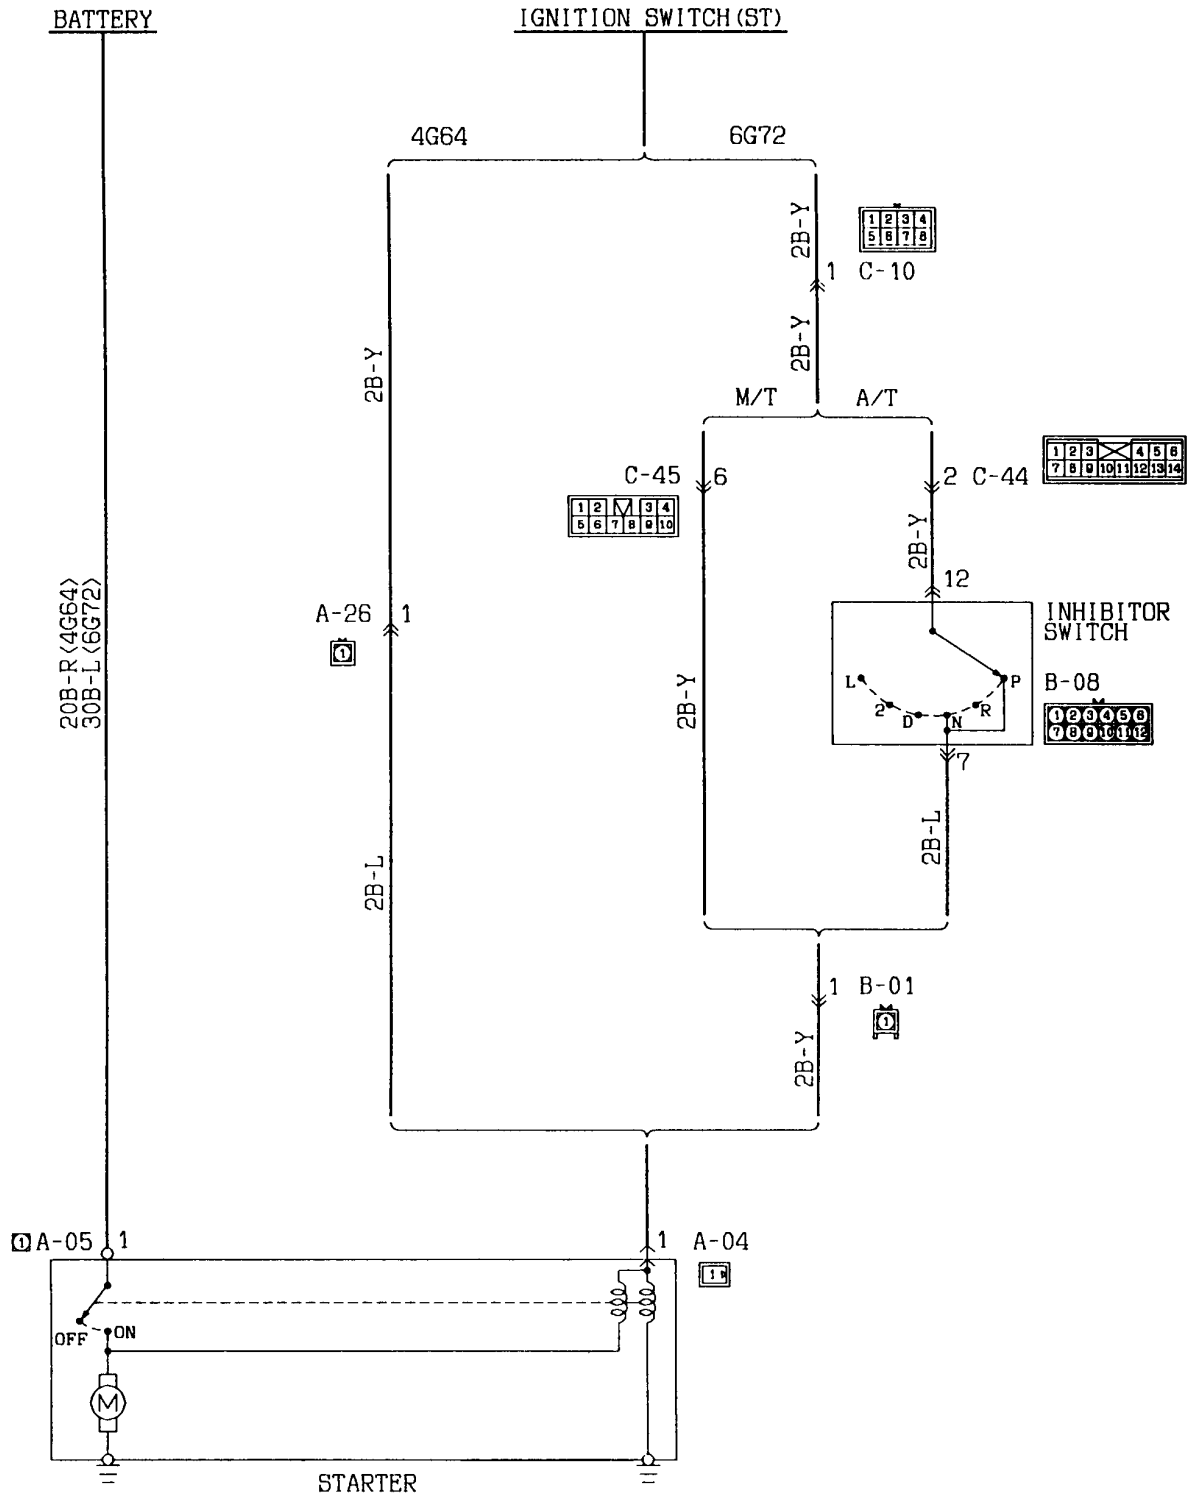 BATTERY
IGNITION SWITCH(ST)
4G64
6G72
2B-Y
1 2 3 4
5 6 7 8
1 C-10
2B-Y
2B-Y
M/T
A/T
C-45 6
1 2 3 4
5 6 7 8 9 10
2 C-44
1 2 3 4 5 6
7 8 9 10 11 12 13 14
2B-Y
12
INHIBITOR
SWITCH
A-26 1
1
20B-R<4G64>
30B-L<6G72>
2B-Y
L
2
D
N
R
P
B-08
1 2 3 4 5 6
7 8 9 10 11 12
7
2B-L
2B-L
1 B-01
1
2B-Y
1 A-05 1
1 A-04
1
OFF
ON
M
STARTER